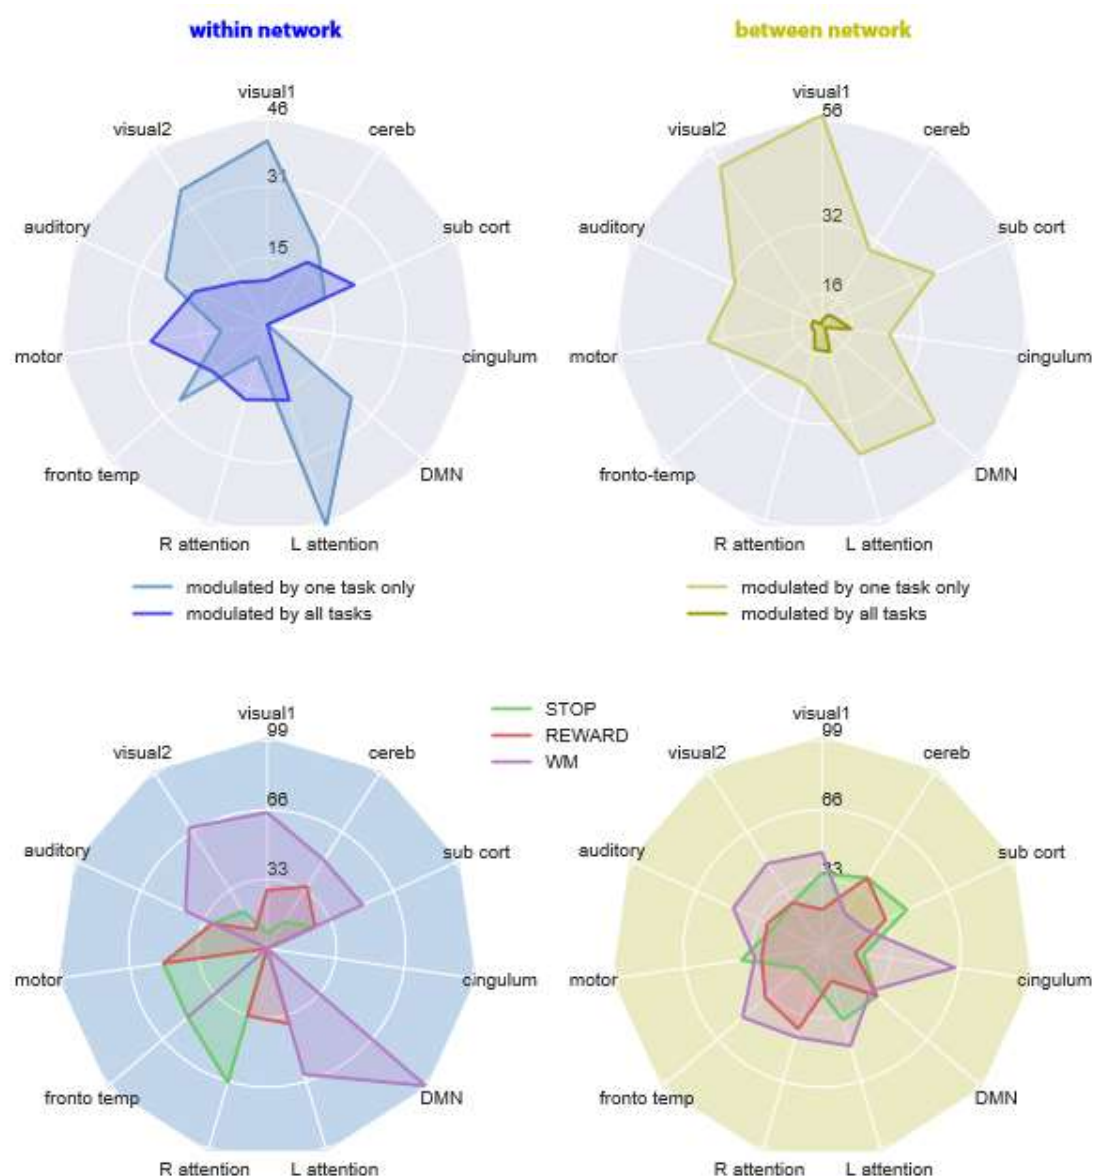 within network
between network
visual1
46
visual2
cereb
31
auditory
sub cort
15
motor
cingulum
fronto temp
DMN
R attention
L attention
modulated by one task only
modulated by all tasks
visual1
56
visual2
cereb
auditory
32
sub cort
16
motor
cingulum
fronto-temp
DMN
R attention
L attention
modulated by one task only
modulated by all tasks
STOP
REWARD
WM
visual1
99
visual2
cereb
66
auditory
33
sub cort
motor
cingulum
fronto temp
DMN
R attention
L attention
visual1
99
visual2
cereb
66
auditory
33
sub cort
motor
cingulum
fronto temp
DMN
R attention
L attention